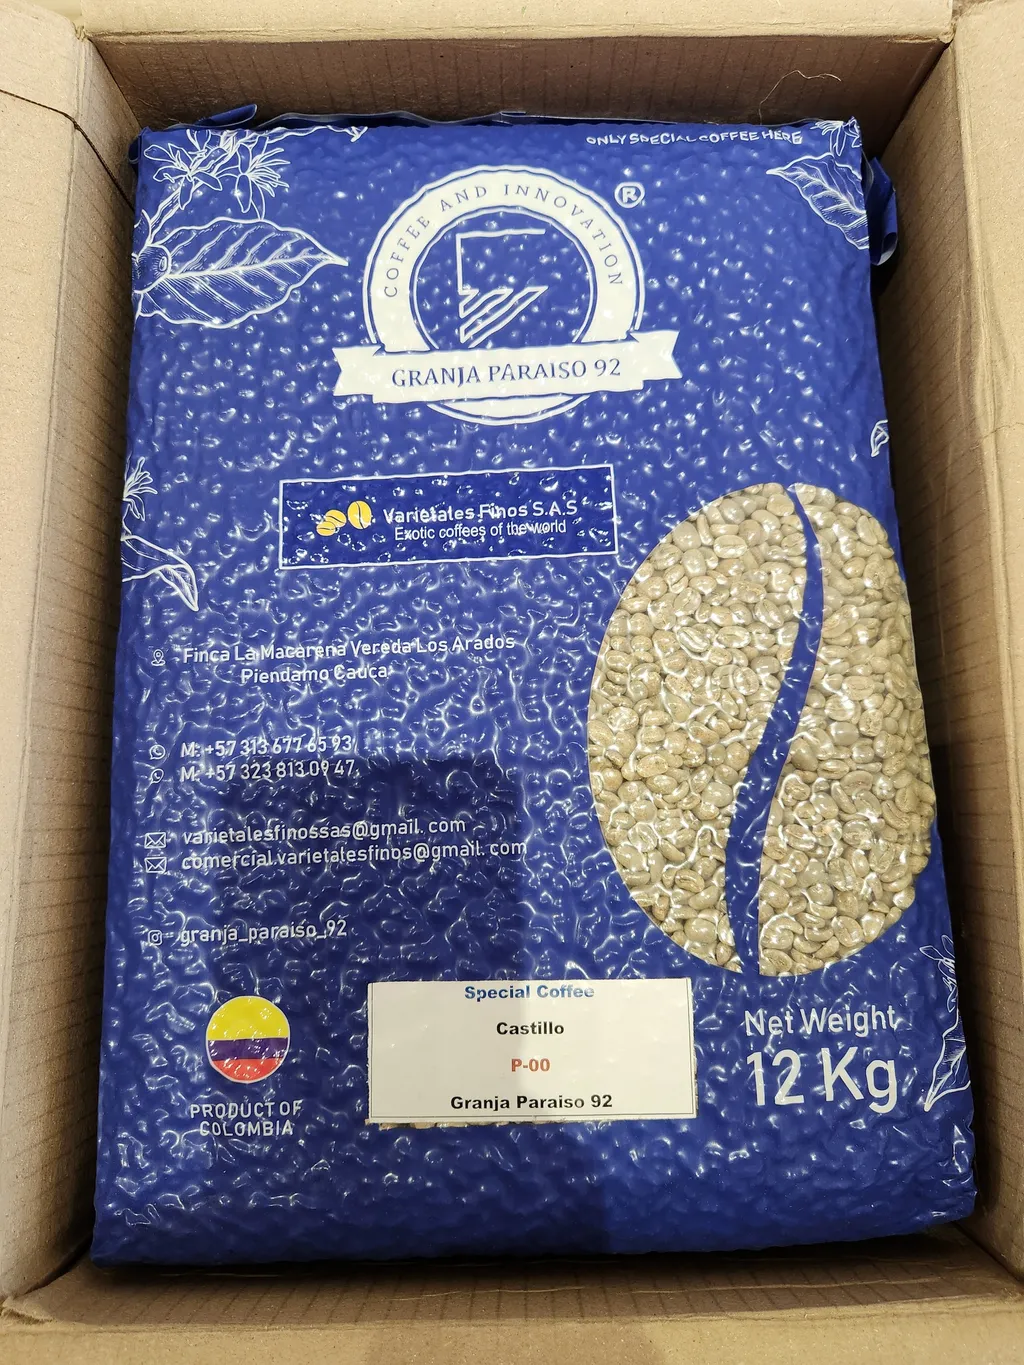 ONLY SPECIAL COFFEE HERE
COFFEE AND INNOVATION
®
GRANJA PARAISO 92
Varietales Finos S.A.S
Exotic coffees of the world
Finca La Macarena Vereda Los Arados
Piendamo Cauca
M: +57 313 677 65 93
M: +57 323 813 09 47
varietalesfinossas@gmail. com
comercial.varietalesfinos@gmail. com
granja_paraiso_92
PRODUCT OF
COLOMBIA
Special Coffee
Castillo
P-00
Granja Paraiso 92
Net Weight
12 Kg